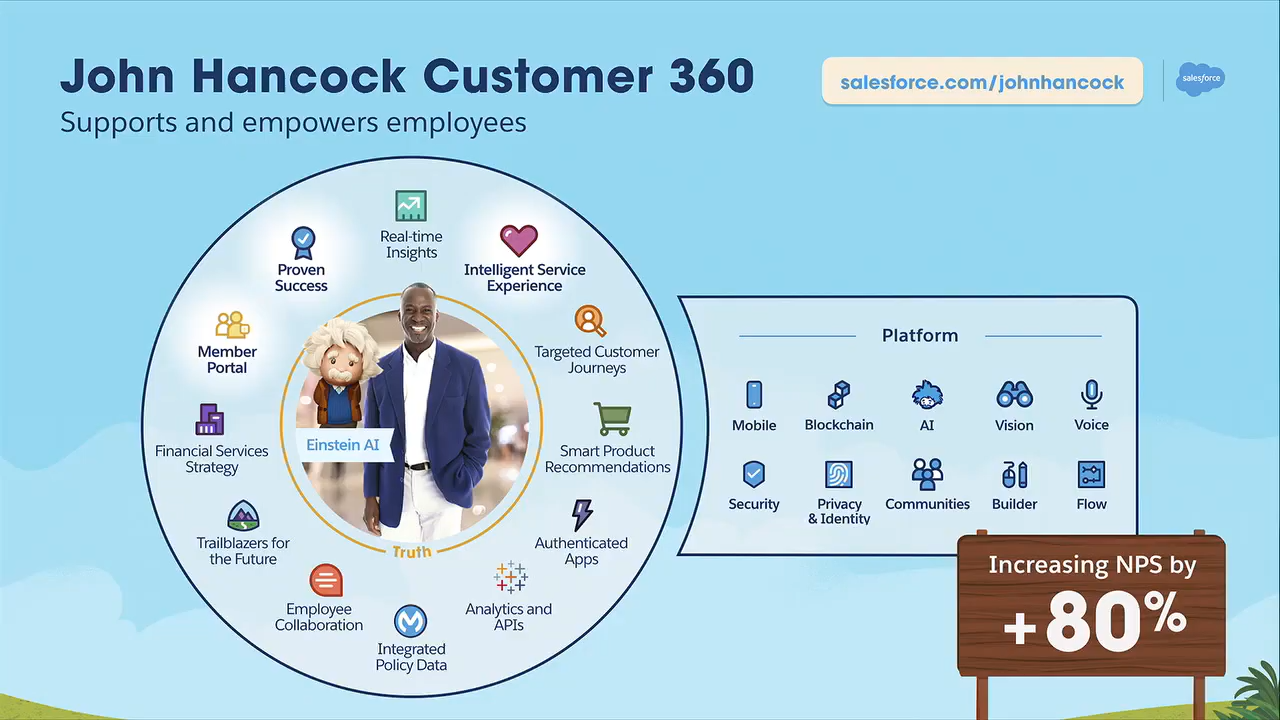 John Hancock Customer 360
Supports and empowers employees
salesforce.com/johnhancock
salesforce
Real-time
Insights
Intelligent Service
Experience
Targeted Customer
Journeys
Smart Product
Recommendations
Authenticated
Apps
Analytics and
APIs
Integrated
Policy Data
Employee
Collaboration
Trailblazers for
the Future
Financial Services
Strategy
Member
Portal
Proven
Success
Einstein AI
Truth
Platform
Mobile
Blockchain
AI
Vision
Voice
Security
Privacy
& Identity
Communities
Builder
Flow
Increasing NPS by
+80%